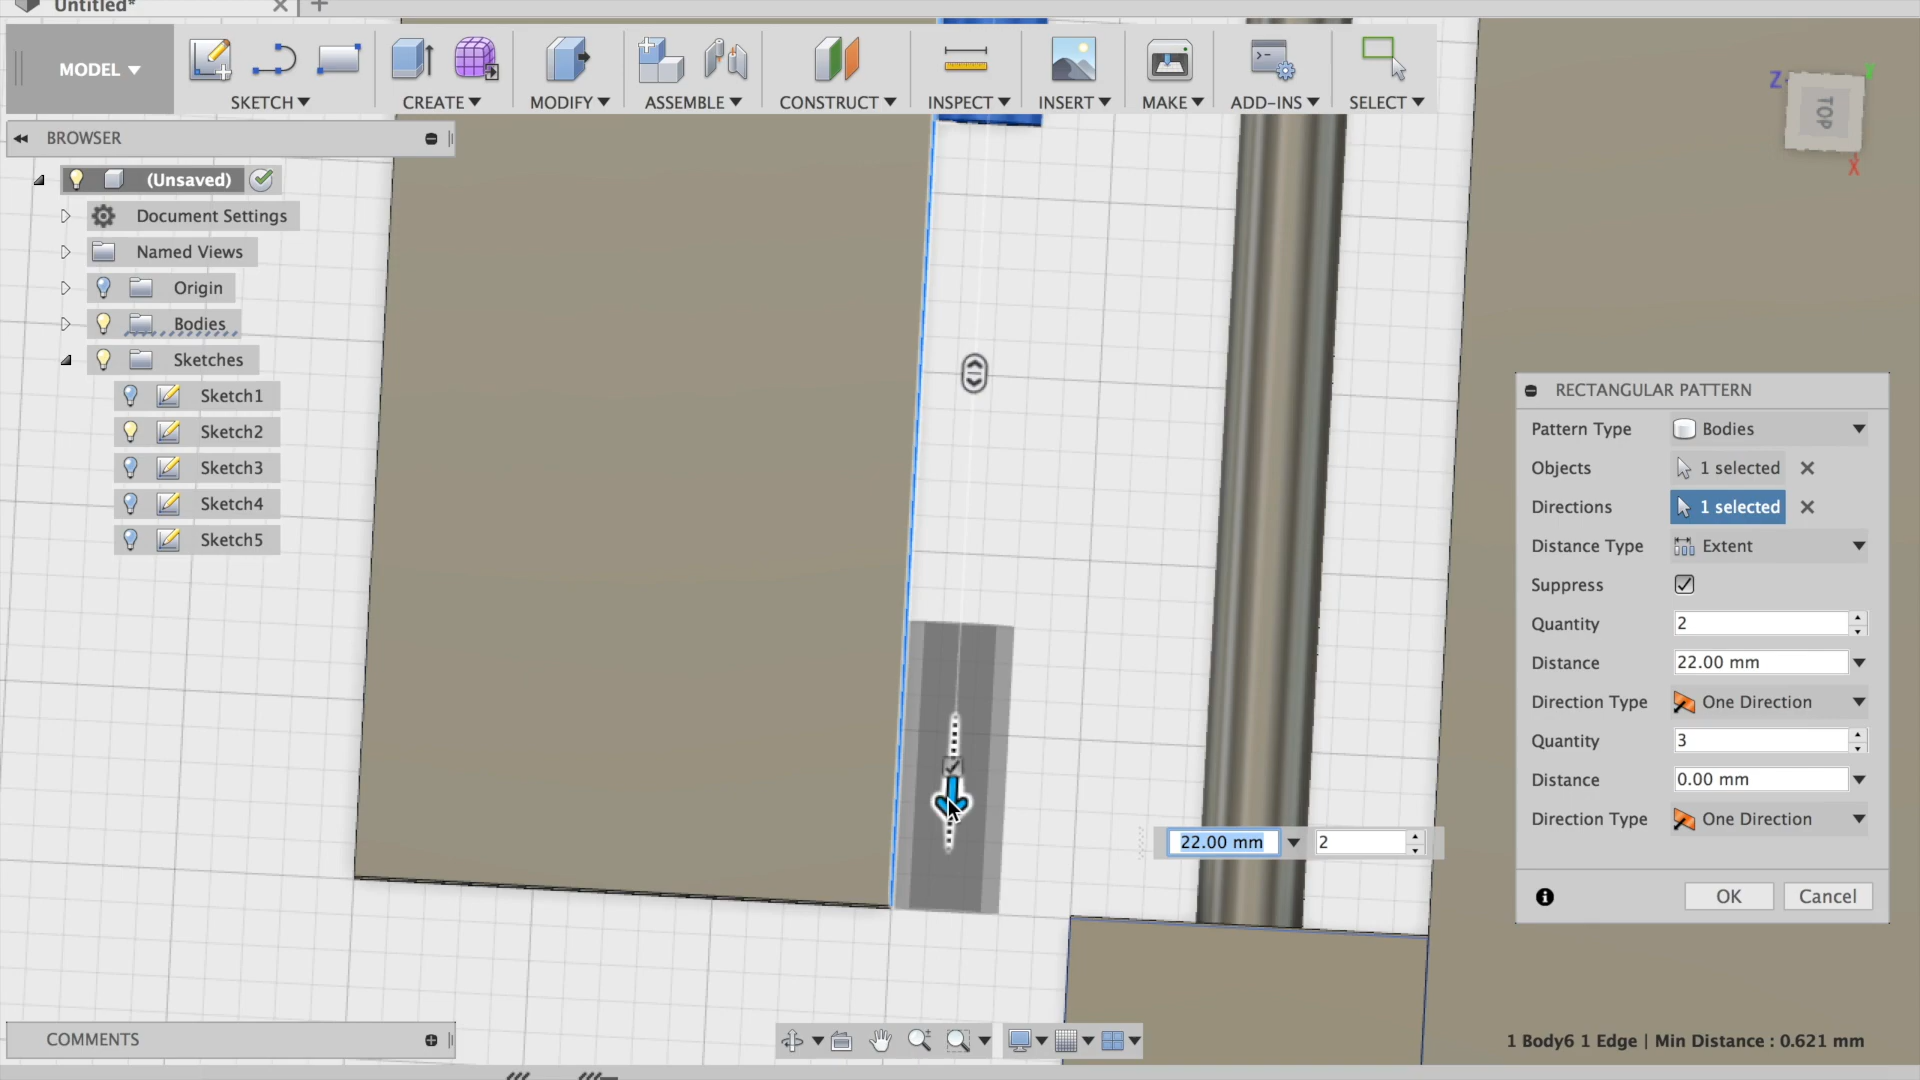 Untitled*
MODEL
SKETCH
CREATE
MODIFY
ASSEMBLE
CONSTRUCT
INSPECT
INSERT
MAKE
ADD-INS
SELECT
Z
Y
TOP
X
BROWSER
(Unsaved)
Document Settings
Named Views
Origin
Bodies
Sketches
Sketch1
Sketch2
Sketch3
Sketch4
Sketch5
RECTANGULAR PATTERN
Pattern Type Bodies
Objects 1 selected
Directions 1 selected
Distance Type Extent
Suppress
Quantity 2
Distance 22.00 mm
Direction Type One Direction
Quantity 3
Distance 0.00 mm
Direction Type One Direction
OK Cancel
22.00 mm 2
COMMENTS
1 Body6 1 Edge | Min Distance : 0.621 mm